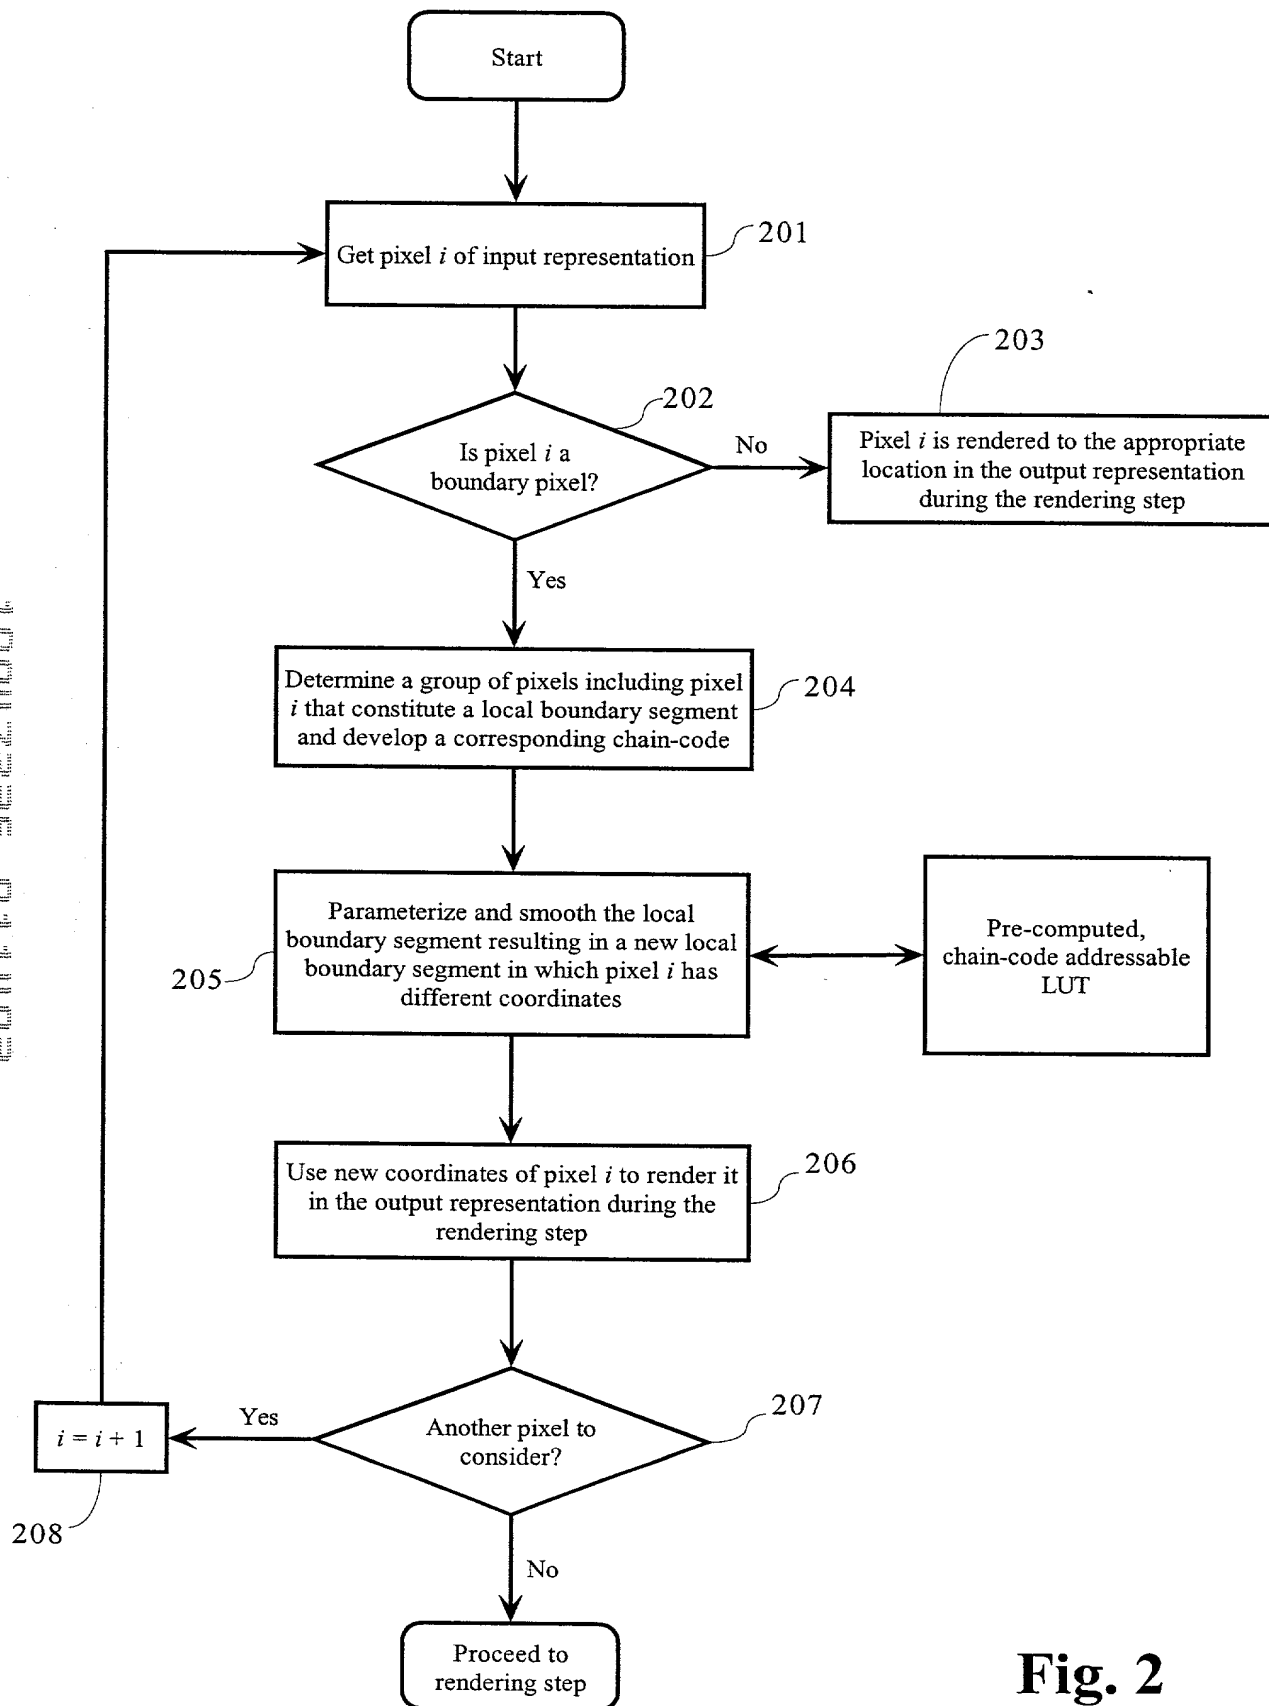 Start
Get pixel i of input representation
201
203
202
Is pixel i a
boundary pixel?
No
Pixel i is rendered to the appropriate
location in the output representation
during the rendering step
Yes
Determine a group of pixels including pixel
i that constitute a local boundary segment
and develop a corresponding chain-code
204
Parameterize and smooth the local
boundary segment resulting in a new local
boundary segment in which pixel i has
different coordinates
205
Pre-computed,
chain-code addressable
LUT
Use new coordinates of pixel i to render it
in the output representation during the
rendering step
206
207
Another pixel to
consider?
Yes
i = i + 1
208
No
Proceed to
rendering step
Fig. 2